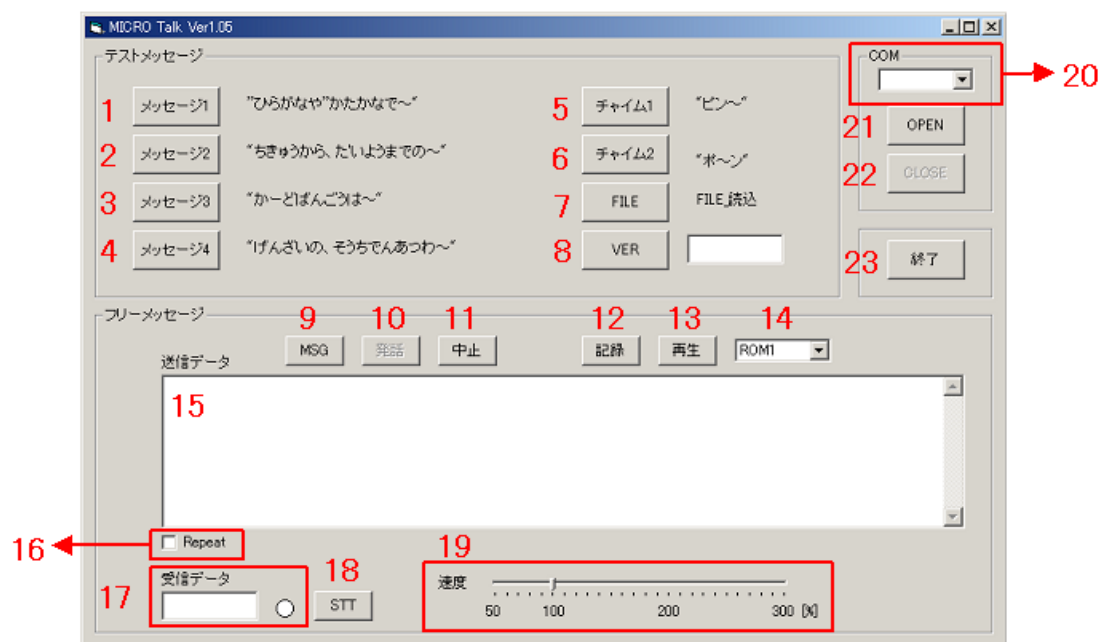 MICRO Talk Ver1.05
テストメッセージ
COM
20
1 メッセージ1 "ひらがなや"かたかなで～"
5 チャイム1 "ピン～"
21 OPEN
2 メッセージ2 "ちきゅうから、たいようまでの～"
6 チャイム2 "ポ～ン"
22 CLOSE
3 メッセージ3 "かーどばんごうは～"
7 FILE FILE_読込
4 メッセージ4 "げんざいの、そうちでんあつわ～"
8 VER
23 終了
フリーメッセージ
9 10 11 12 13 14
送信データ MSG 発話 中止 記録 再生 ROM1
15
16 Repeat
17 受信データ
18 STT
19
速度
50 100 200 300 [%]